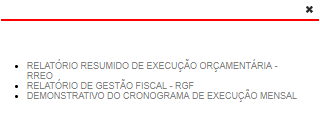 RELATÓRIO RESUMIDO DE EXECUÇÃO ORÇAMENTÁRIA -
RREO
RELATÓRIO DE GESTÃO FISCAL - RGF
DEMONSTRATIVO DO CRONOGRAMA DE EXECUÇÃO MENSAL